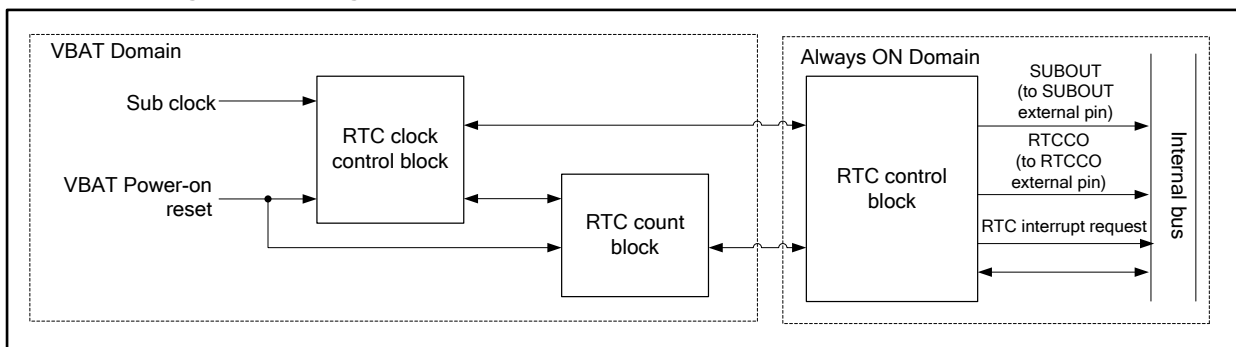 VBAT Domain
Sub clock
VBAT Power-on
reset
RTC clock
control block
RTC count
block
Always ON Domain
RTC control
block
SUBOUT
(to SUBOUT
external pin)
RTCCO
(to RTCCO
external pin)
RTC interrupt request
Internal bus